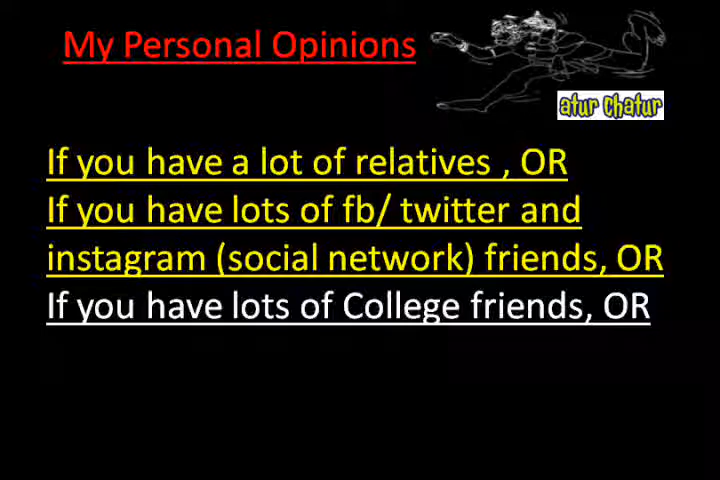 My Personal Opinions
atur chatur
If you have a lot of relatives , OR
If you have lots of fb/ twitter and
instagram (social network) friends, OR
If you have lots of College friends, OR